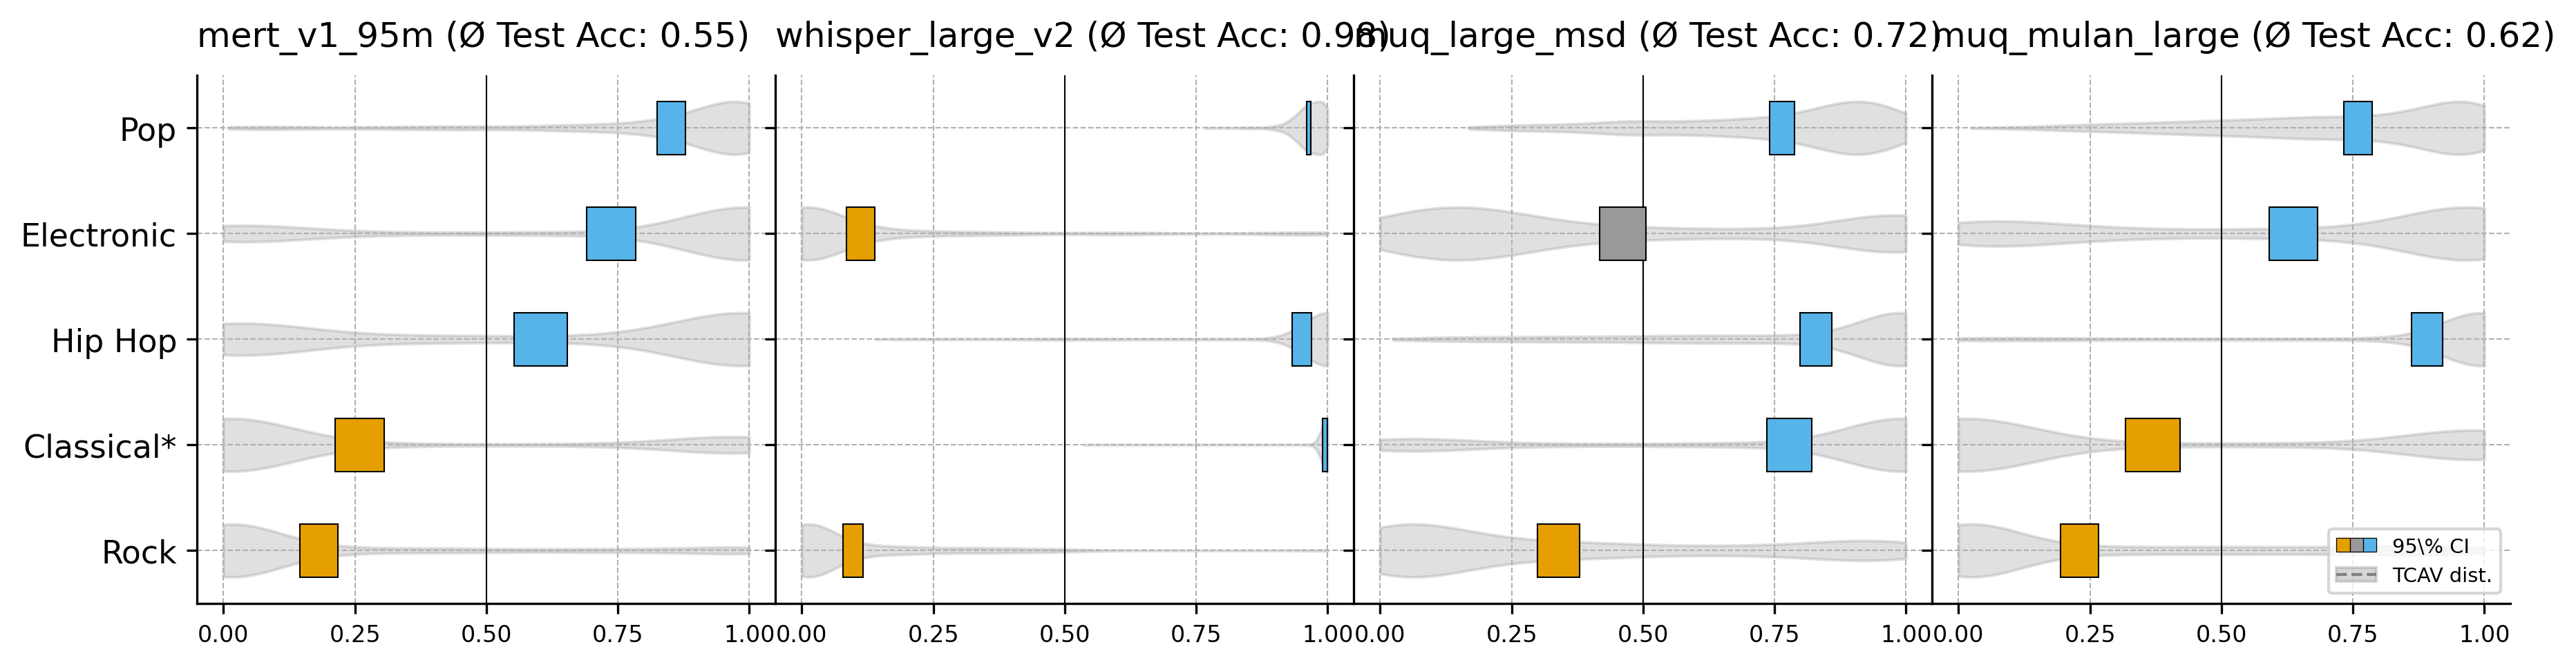 mert_v1_95m (Ø Test Acc: 0.55)
whisper_large_v2 (Ø Test Acc: 0.98)
muq_large_msd (Ø Test Acc: 0.72)
muq_mulan_large (Ø Test Acc: 0.62)
Pop
Electronic
Hip Hop
Classical*
Rock
95\% CI
TCAV dist.
0.00 0.25 0.50 0.75 1.00
0.00 0.25 0.50 0.75 1.00
0.00 0.25 0.50 0.75 1.00
0.00 0.25 0.50 0.75 1.00